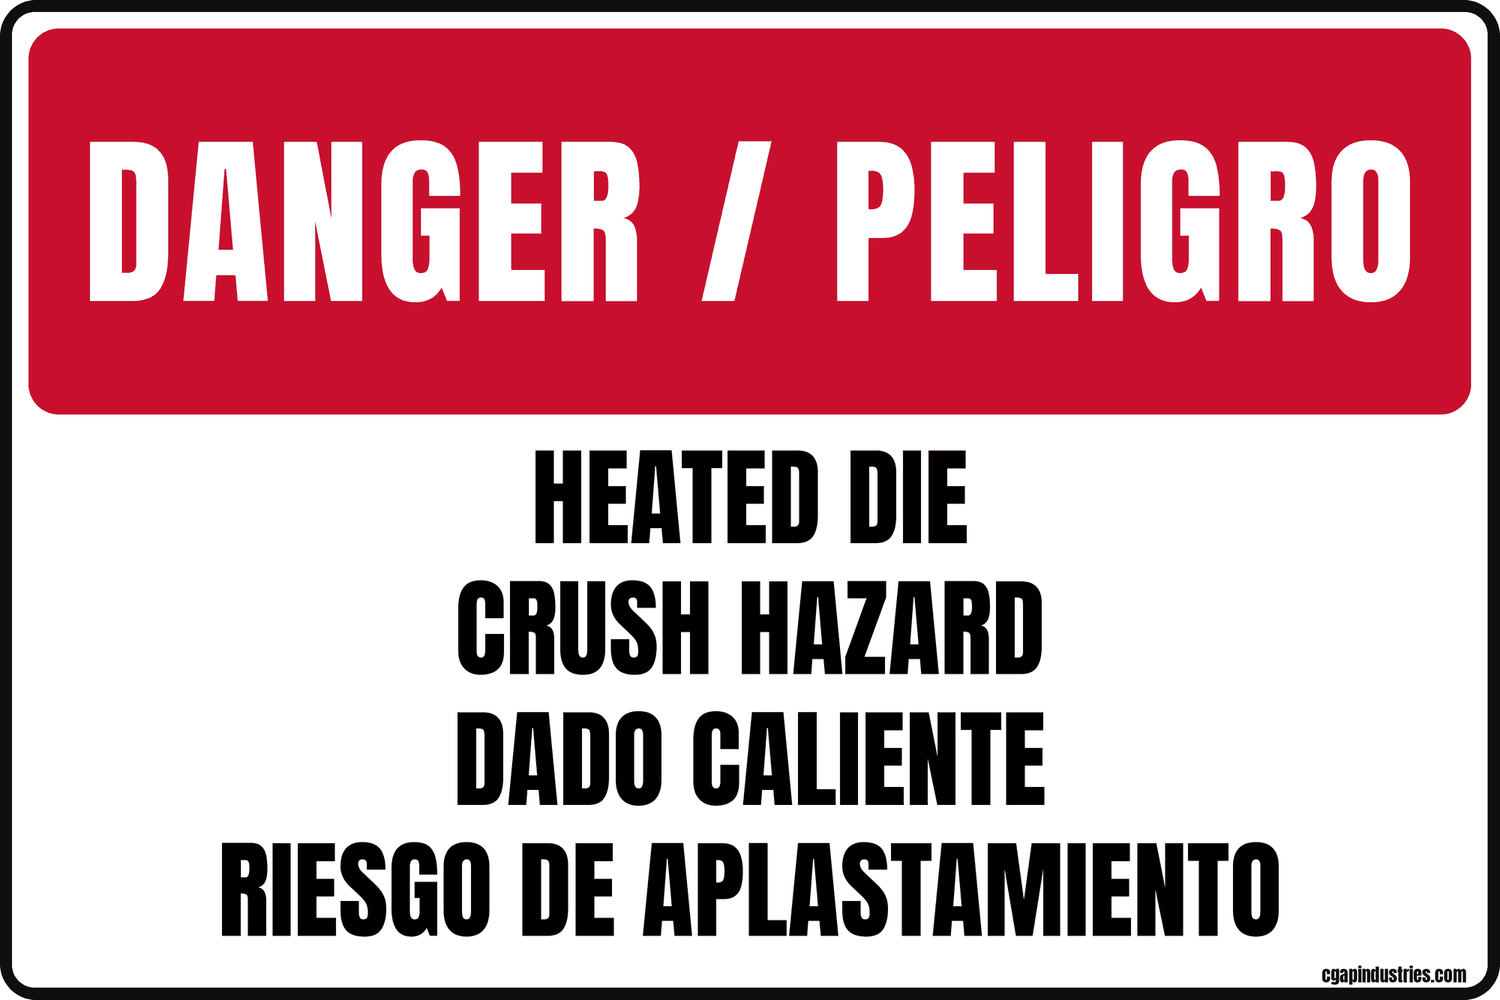 DANGER / PELIGRO
HEATED DIE
CRUSH HAZARD
DADO CALIENTE
RIESGO DE APLASTAMIENTO
cgapindustries.com